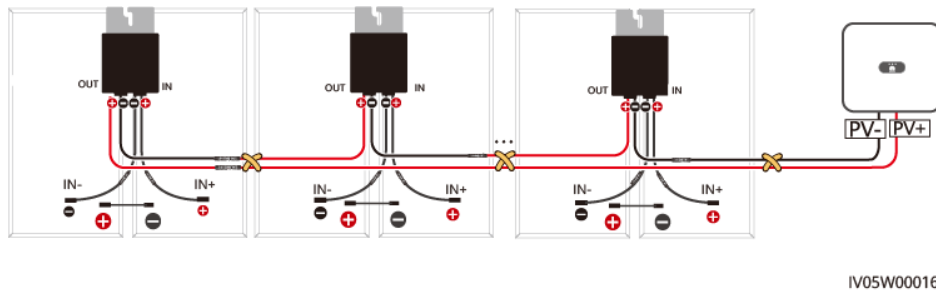 OUT IN
OUT IN
OUT IN
PV- PV+
IN- IN+
IN- IN+
IN- IN+
...
IV05W00016